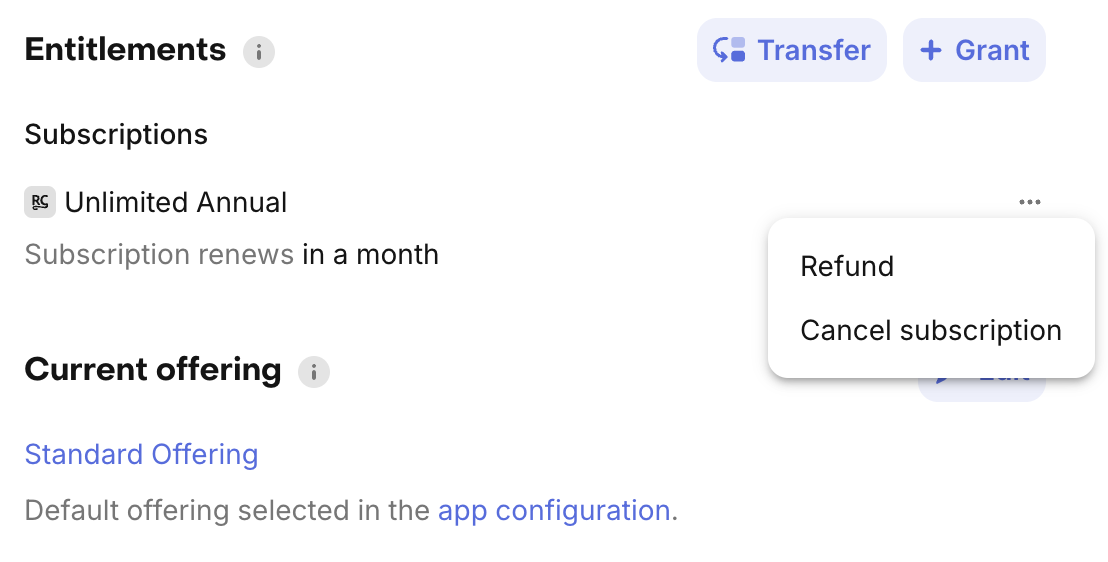 Entitlements
Transfer
Grant
Subscriptions
RC Unlimited Annual
Subscription renews in a month
Refund
Cancel subscription
Current offering
Standard Offering
Default offering selected in the app configuration.